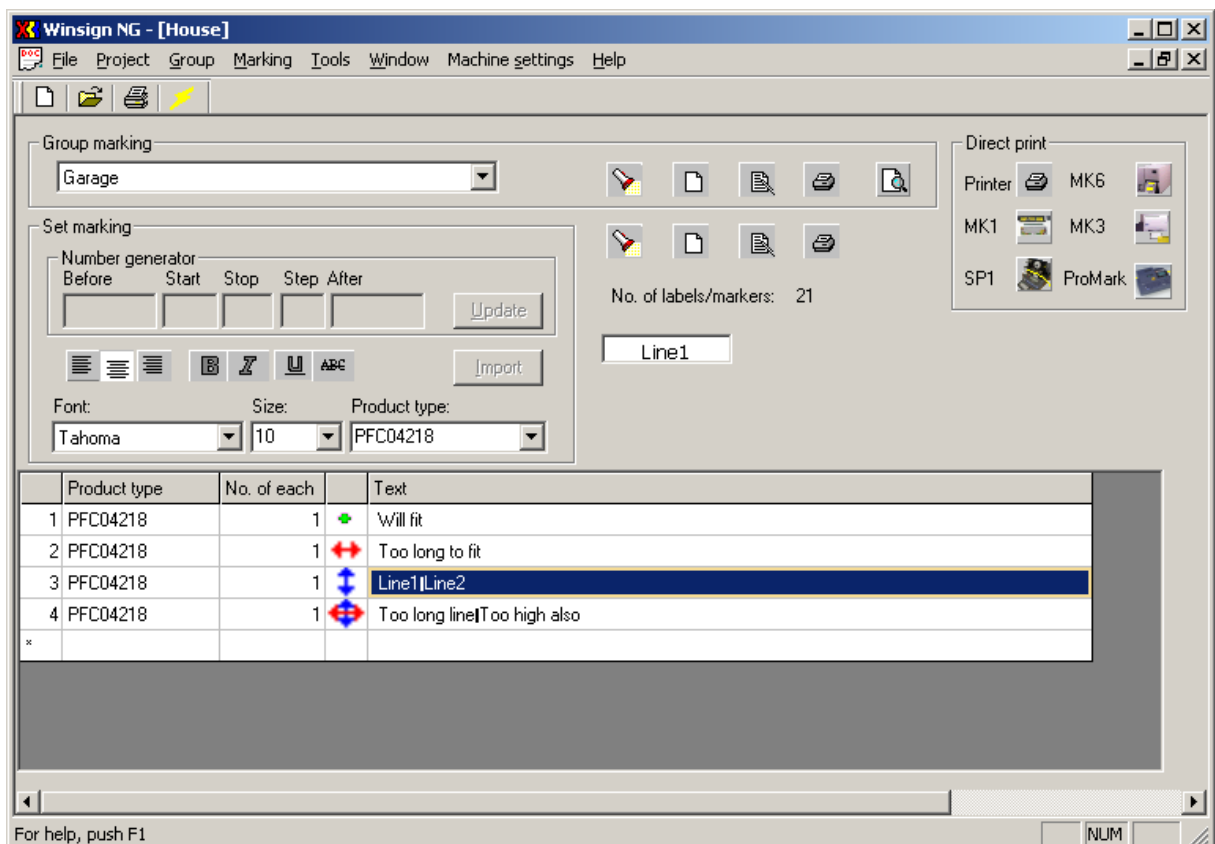 Winsign NG - [House]
File Project Group Marking Tools Window Machine settings Help
Group marking
Garage
Direct print
Printer MK6
MK1 MK3
SP1 ProMark
Set marking
Number generator
Before Start Stop Step After
Update
No. of labels/markers: 21
Line1
B I U ABC
Import
Font: Size: Product type:
Tahoma 10 PFC04218
Product type No. of each Text
1 PFC04218 1 Will fit
2 PFC04218 1 Too long to fit
3 PFC04218 1 Line1|Line2
4 PFC04218 1 Too long line|Too high also
*
For help, push F1 NUM